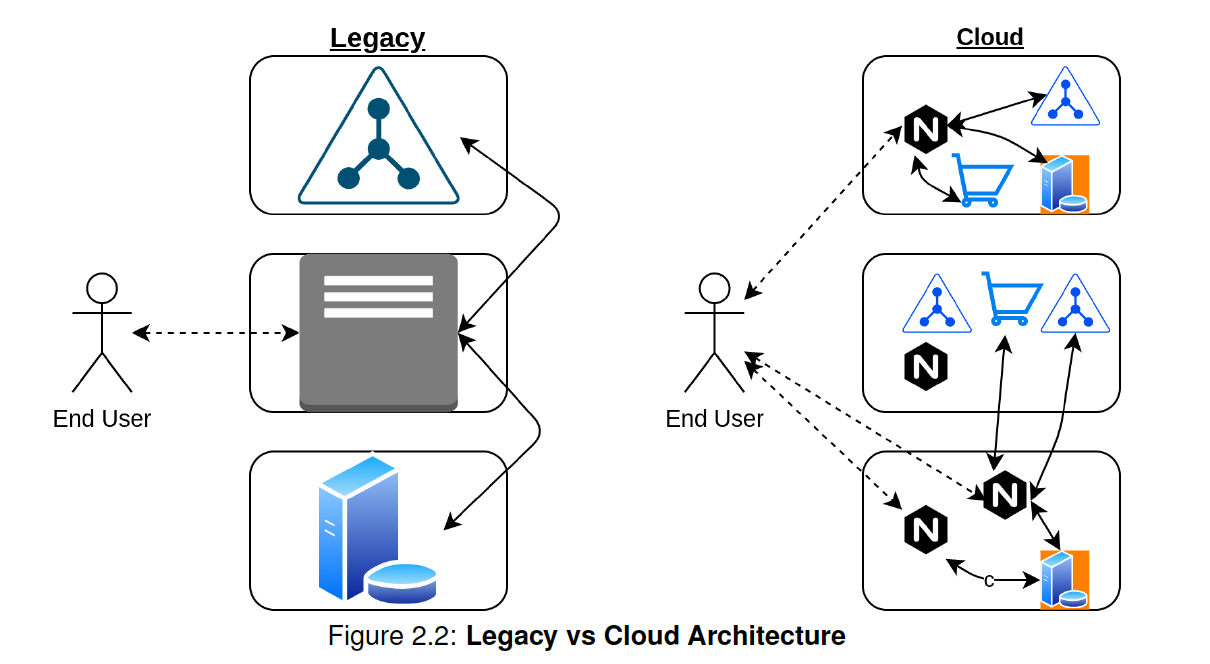 Legacy
Cloud
N
N
N
N
End User
End User
c
Figure 2.2: Legacy vs Cloud Architecture